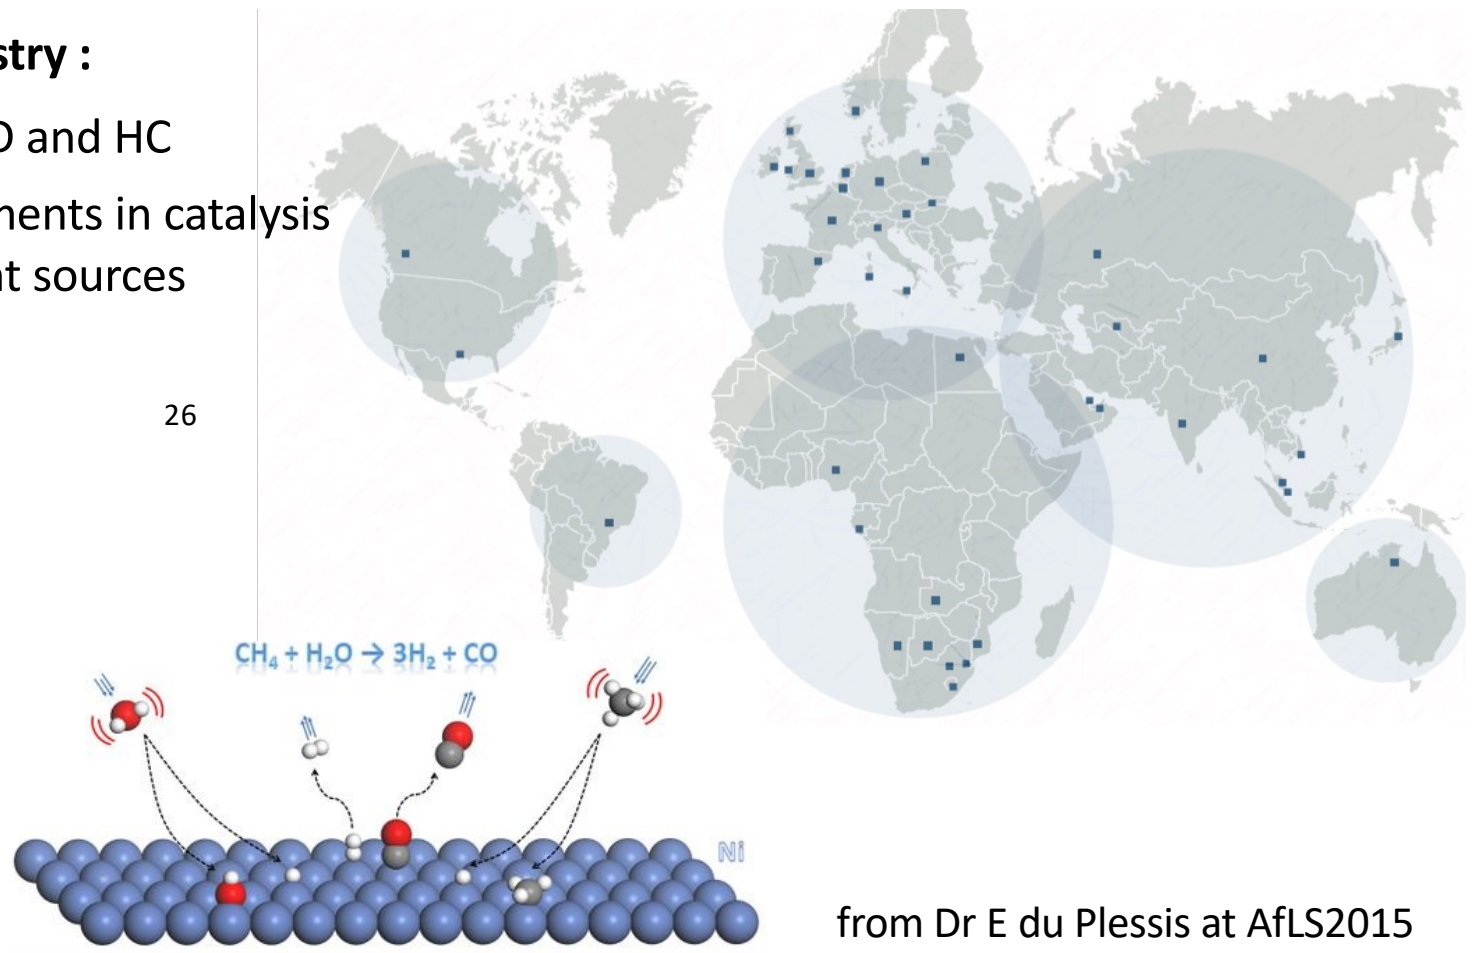 stry :
D and HC
nents in catalysis
nt sources
26
CH₄ + H₂O → 3H₂ + CO
Ni
from Dr E du Plessis at AfLS2015